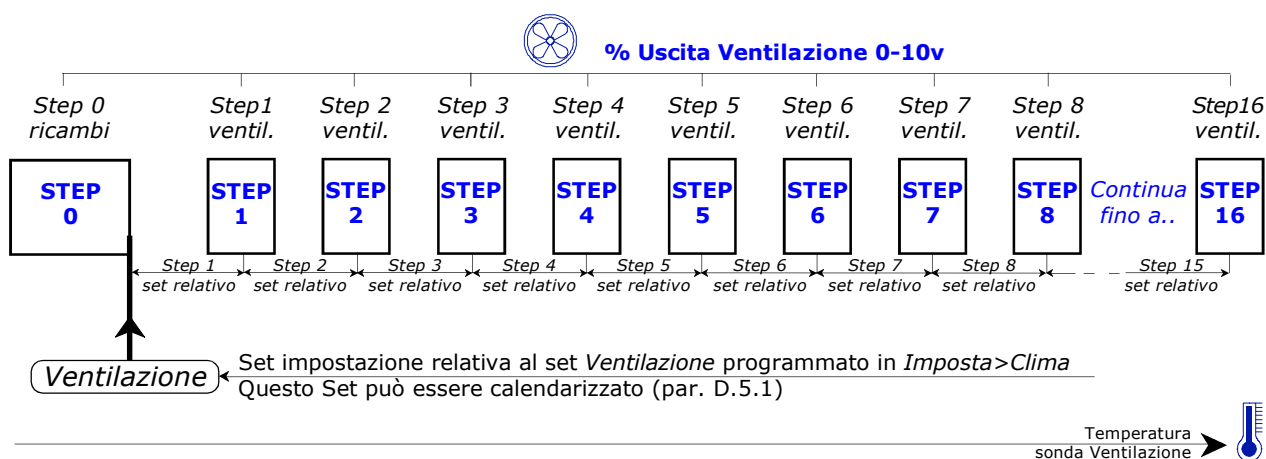 % Uscita Ventilazione 0-10v
Step 0 Step1 Step 2 Step 3 Step 4 Step 5 Step 6 Step 7 Step 8 Step16
ricambi ventil. ventil. ventil. ventil. ventil. ventil. ventil. ventil. ventil.
STEP STEP STEP STEP STEP STEP STEP STEP STEP Continua STEP
0 1 2 3 4 5 6 7 8 fino a.. 16
Step 1 Step 2 Step 3 Step 4 Step 5 Step 6 Step 7 Step 8 Step 15
set relativo set relativo set relativo set relativo set relativo set relativo set relativo set relativo set relativo
Ventilazione
Set impostazione relativa al set Ventilazione programmato in Imposta>Clima
Questo Set può essere calendarizzato (par. D.5.1)
Temperatura
sonda Ventilazione